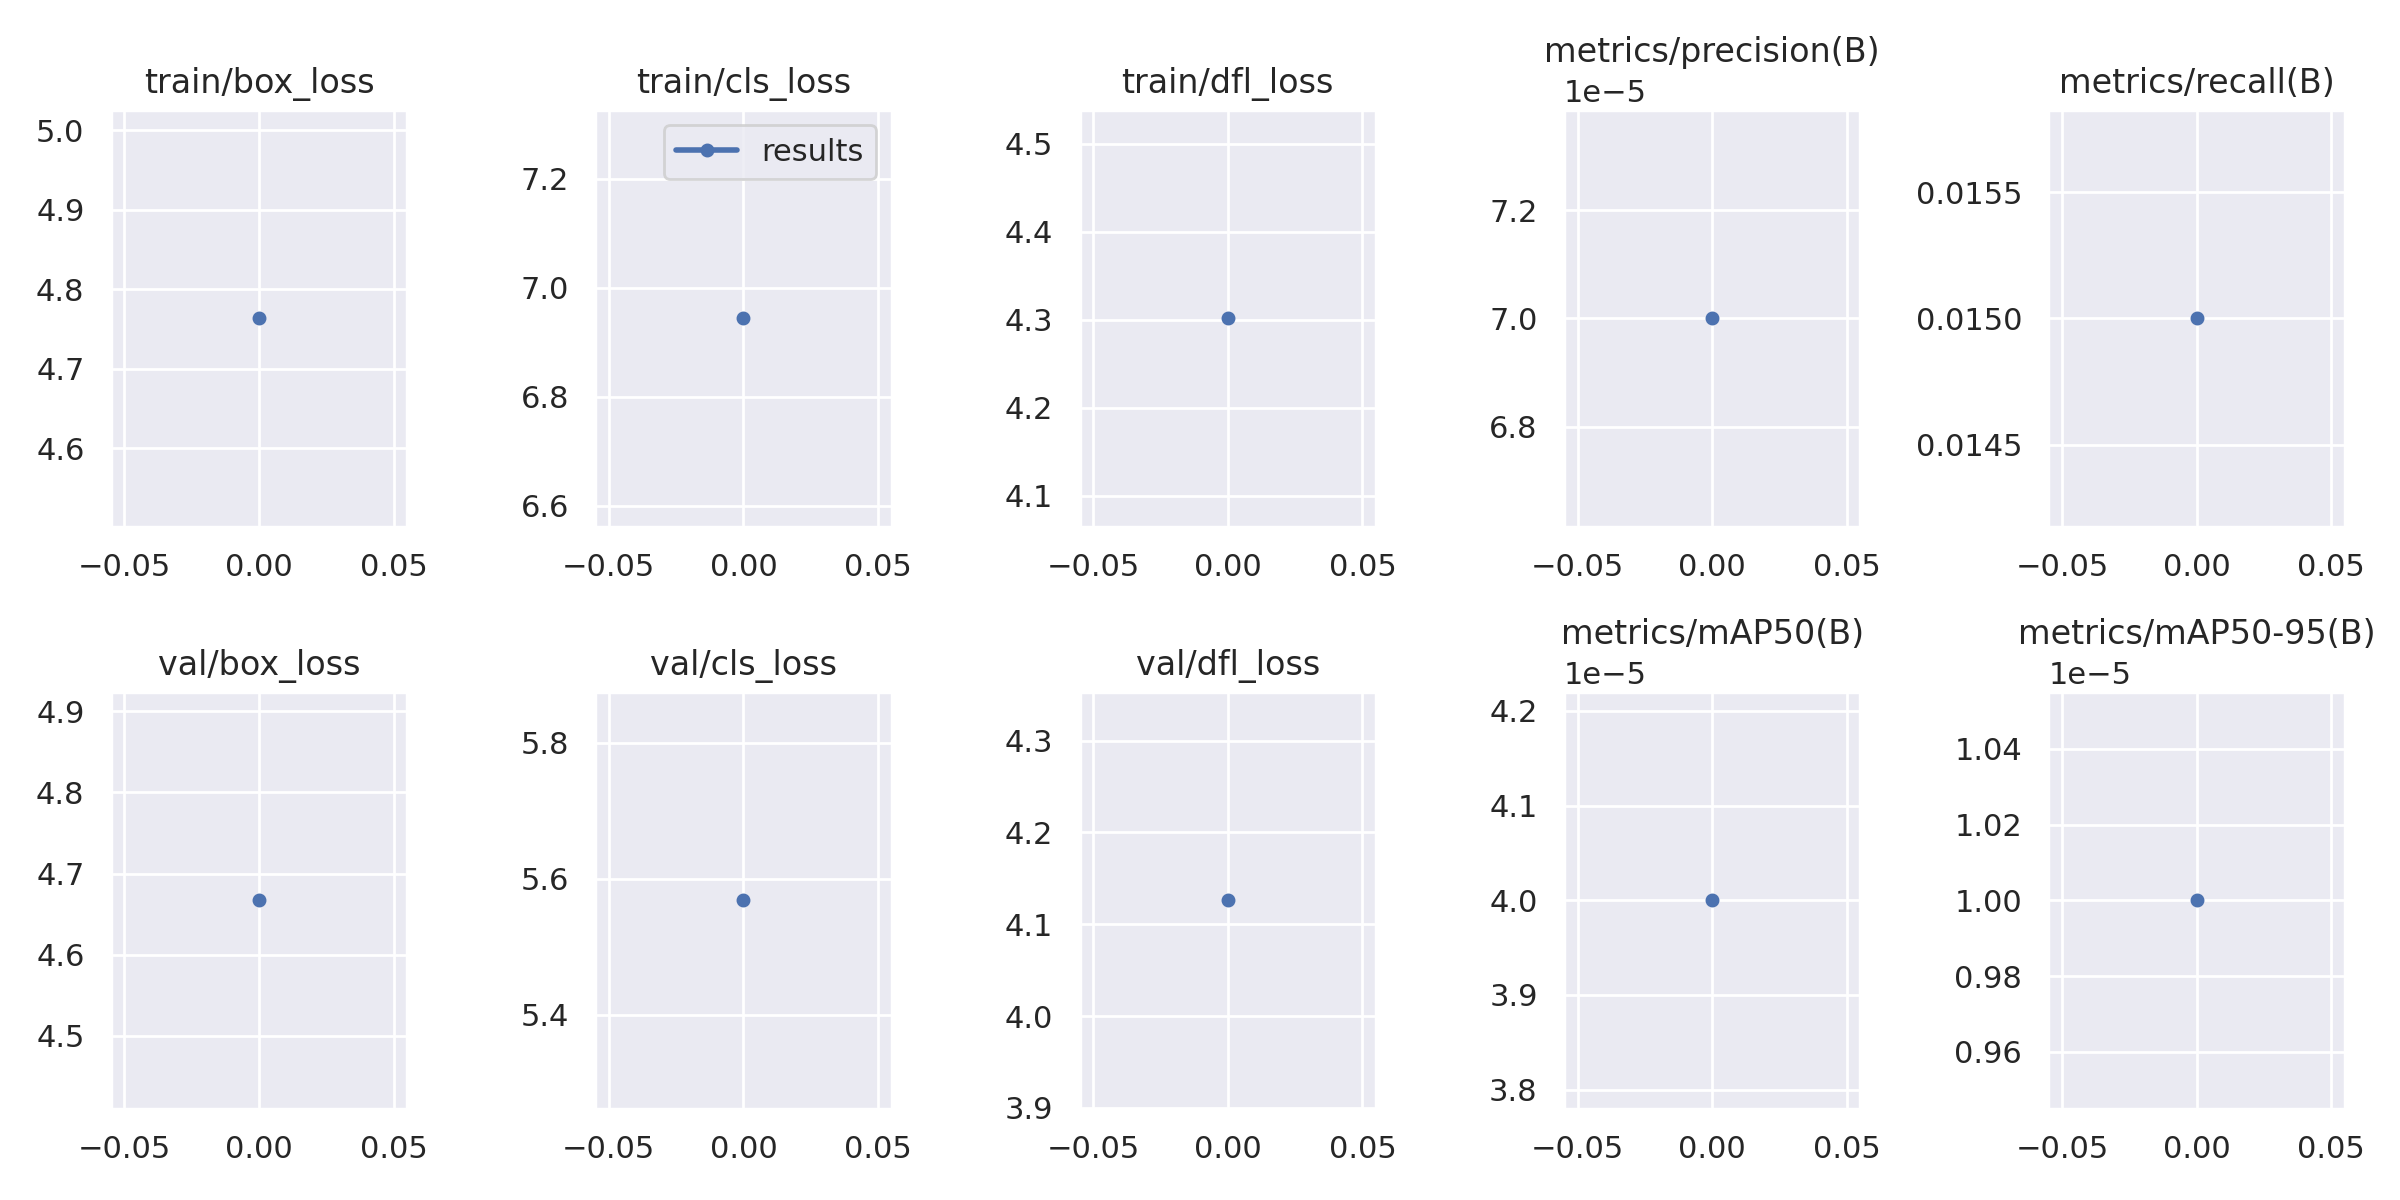 train/box_loss
5.0
4.9
4.8
4.7
4.6
−0.05 0.00 0.05
train/cls_loss
results
7.2
7.0
6.8
6.6
−0.05 0.00 0.05
train/dfl_loss
4.5
4.4
4.3
4.2
4.1
−0.05 0.00 0.05
metrics/precision(B)
1e−5
7.2
7.0
6.8
−0.05 0.00 0.05
metrics/recall(B)
0.0155
0.0150
0.0145
−0.05 0.00 0.05
val/box_loss
4.9
4.8
4.7
4.6
4.5
−0.05 0.00 0.05
val/cls_loss
5.8
5.6
5.4
−0.05 0.00 0.05
val/dfl_loss
4.3
4.2
4.1
4.0
3.9
−0.05 0.00 0.05
metrics/mAP50(B)
1e−5
4.2
4.1
4.0
3.9
3.8
−0.05 0.00 0.05
metrics/mAP50-95(B)
1e−5
1.04
1.02
1.00
0.98
0.96
−0.05 0.00 0.05